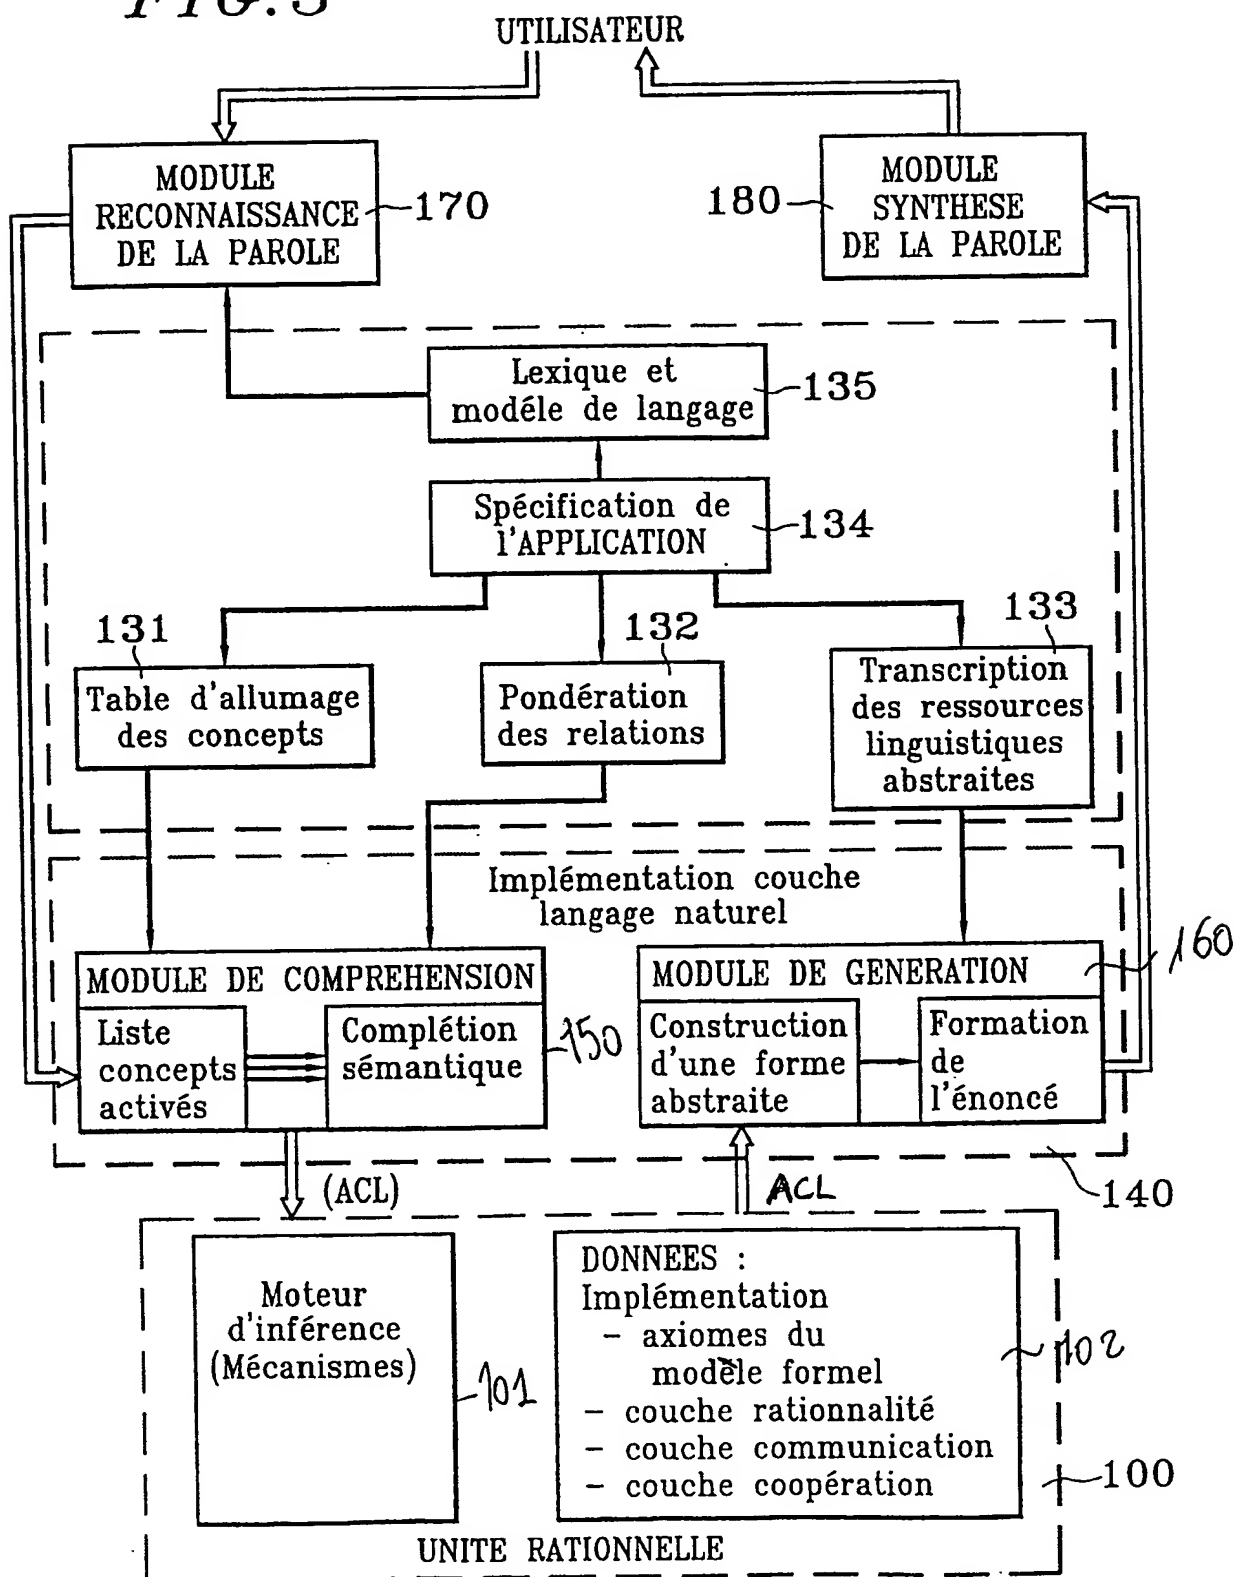 FIG. 3
UTILISATEUR
MODULE
RECONNAISSANCE
DE LA PAROLE
170
180
MODULE
SYNTHESE
DE LA PAROLE
Lexique et
modéle de langage
135
Spécification de
l'APPLICATION
134
131
132
133
Table d'allumage
des concepts
Pondération
des relations
Transcription
des ressources
linguistiques
abstraites
Implémentation couche
langage naturel
MODULE DE COMPREHENSION
Liste
concepts
activés
Complétion
sémantique
150
MODULE DE GENERATION
160
Construction
d'une forme
abstraite
Formation
de
l'énoncé
(ACL)
ACL
140
Moteur
d'inférence
(Mécanismes)
101
DONNEES :
Implémentation
- axiomes du
modèle formel
- couche rationnalité
- couche communication
- couche coopération
102
100
UNITE RATIONNELLE